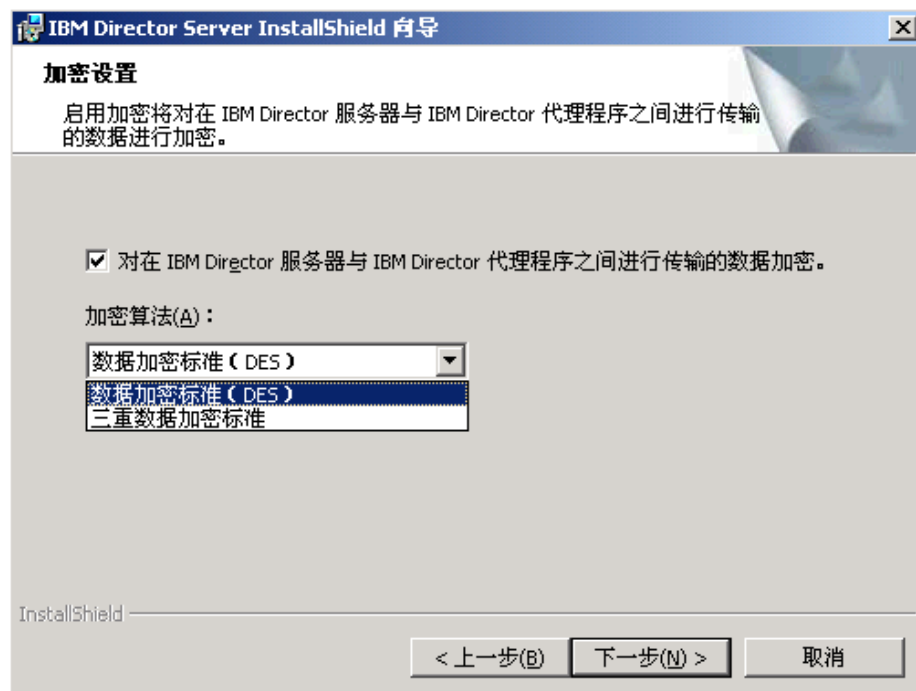 IBM Director Server InstallShield 向导
加密设置
启用加密将对在 IBM Director 服务器与 IBM Director 代理程序之间进行传输
的数据进行加密。
对在 IBM Director 服务器与 IBM Director 代理程序之间进行传输的数据加密。
加密算法(A)：
数据加密标准（DES）
数据加密标准（DES）
三重数据加密标准
InstallShield
< 上一步(B) 下一步(N) > 取消